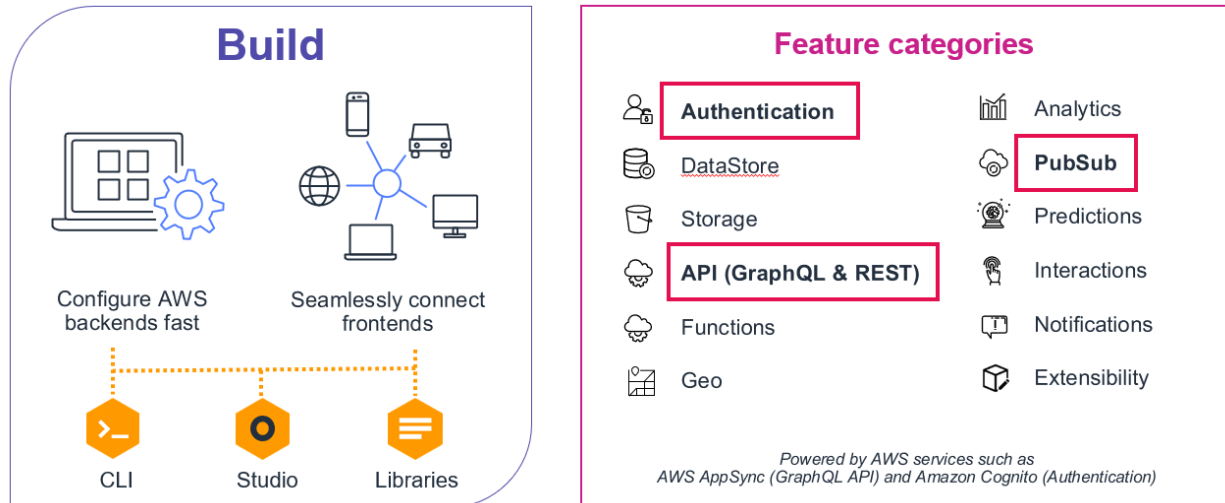 Build
Configure AWS
backends fast
Seamlessly connect
frontends
CLI
Studio
Libraries
Feature categories
Authentication
DataStore
Storage
API (GraphQL & REST)
Functions
Geo
Analytics
PubSub
Predictions
Interactions
Notifications
Extensibility
Powered by AWS services such as
AWS AppSync (GraphQL API) and Amazon Cognito (Authentication)